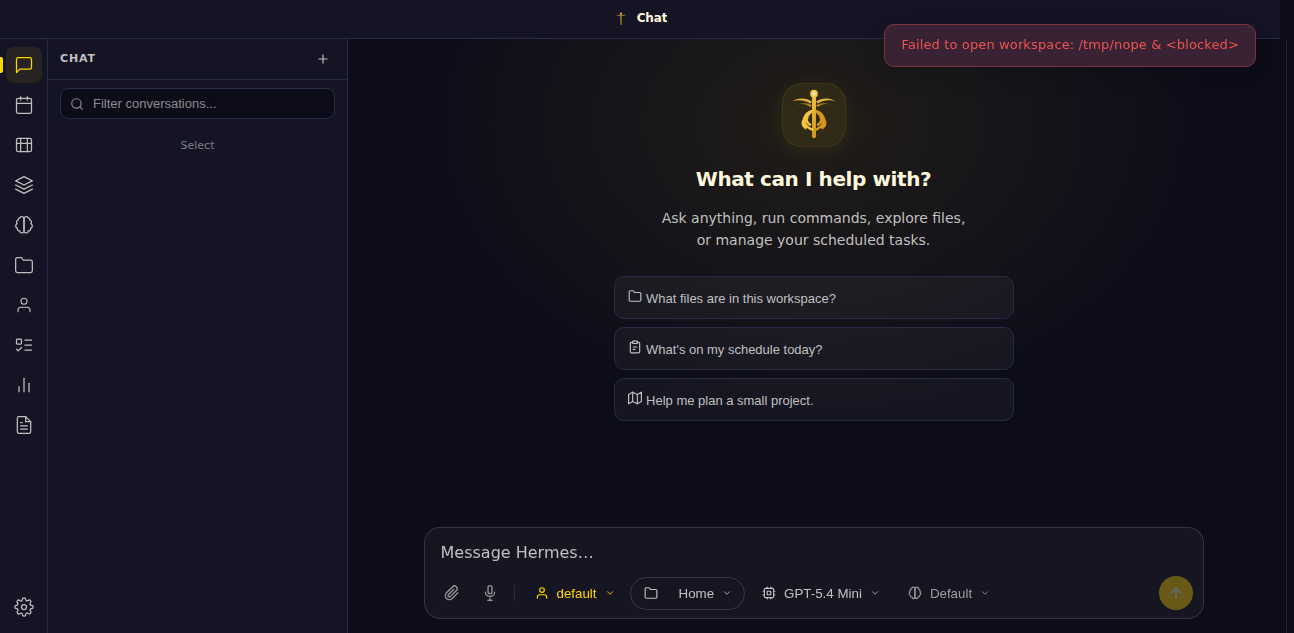 Chat
Failed to open workspace: /tmp/nope & <blocked>
CHAT
Filter conversations...
Select
What can I help with?
Ask anything, run commands, explore files,
or manage your scheduled tasks.
What files are in this workspace?
What's on my schedule today?
Help me plan a small project.
Message Hermes…
default
Home
GPT-5.4 Mini
Default